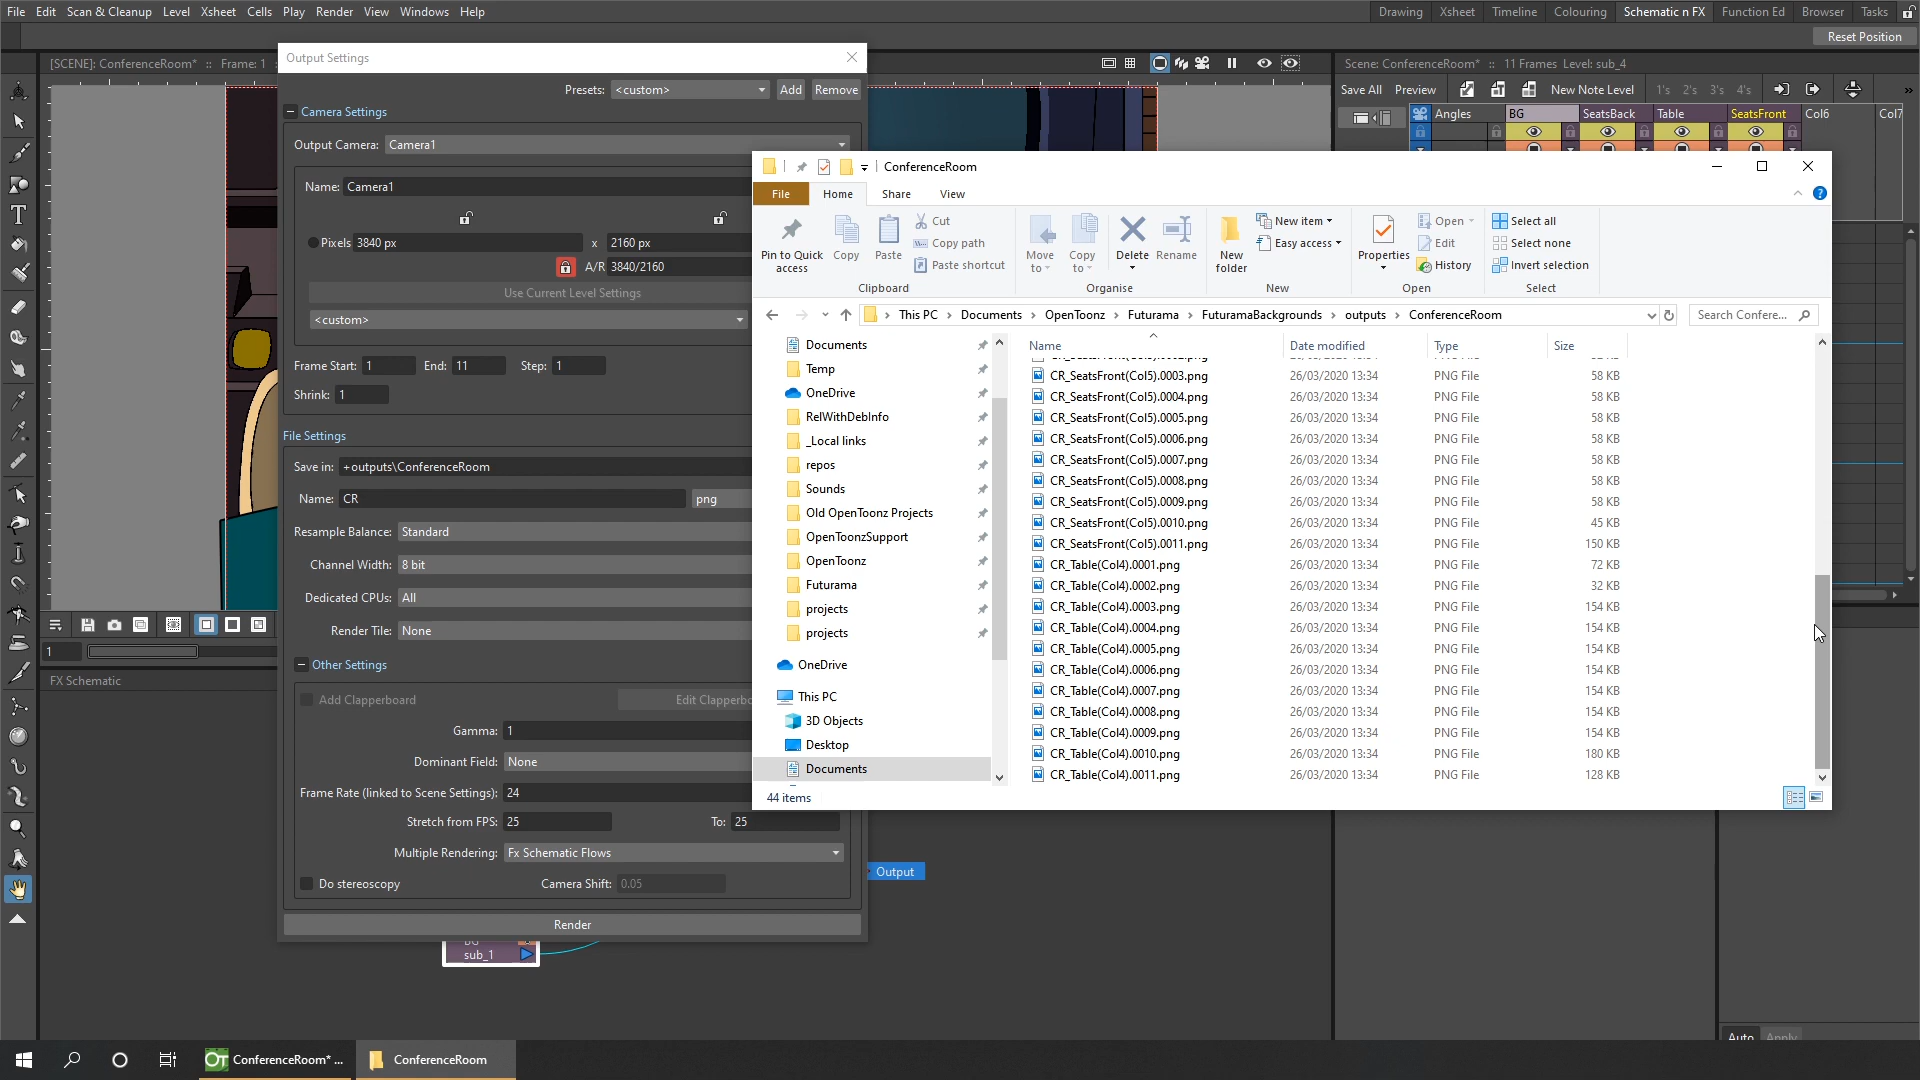 File Edit Scan & Cleanup Level Xsheet Cells Play Render View Windows Help
Drawing Xsheet Timeline Colouring Schematic n FX Function Ed Browser Tasks
Reset Position
[SCENE]: ConferenceRoom* :: Frame: 1
Scene: ConferenceRoom* :: 11 Frames Level: sub_4
Save All Preview New Note Level 1's 2's 3's 4's
Angles BG SeatsBack Table SeatsFront Col6 Col7
Output Settings
Presets: <custom> Add Remove
Camera Settings
Output Camera: Camera1
Name: Camera1
Pixels 3840 px x 2160 px
A/R 3840/2160
Use Current Level Settings
<custom>
Frame Start: 1 End: 11 Step: 1
Shrink: 1
File Settings
Save in: +outputs\ConferenceRoom
Name: CR png
Resample Balance: Standard
Channel Width: 8 bit
Dedicated CPUs: All
Render Tile: None
Other Settings
Add Clapperboard
Gamma: 1
Dominant Field: None
Frame Rate (linked to Scene Settings): 24
Stretch from FPS: 25 To: 25
Multiple Rendering: Fx Schematic Flows
Do stereoscopy Camera Shift: 0.05
Render
1
FX Schematic
BG
sub_1
Output
Auto Apply
ConferenceRoom
File Home Share View
Pin to Quick access
Copy
Paste
Cut
Copy path
Paste shortcut
Clipboard
Move to
Copy to
Delete
Rename
Organise
New folder
New item
Easy access
New
Properties
Open
Edit
History
Open
Select all
Select none
Invert selection
Select
This PC Documents OpenToonz Futurama FuturamaBackgrounds outputs ConferenceRoom
Search Confere...
Documents
Temp
OneDrive
RelWithDebInfo
_Local links
repos
Sounds
Old OpenToonz Projects
OpenToonzSupport
OpenToonz
Futurama
projects
projects
OneDrive
This PC
3D Objects
Desktop
Documents
Name Date modified Type Size
CR_SeatsFront(Col5).0003.png 26/03/2020 13:34 PNG File 58 KB
CR_SeatsFront(Col5).0004.png 26/03/2020 13:34 PNG File 58 KB
CR_SeatsFront(Col5).0005.png 26/03/2020 13:34 PNG File 58 KB
CR_SeatsFront(Col5).0006.png 26/03/2020 13:34 PNG File 58 KB
CR_SeatsFront(Col5).0007.png 26/03/2020 13:34 PNG File 58 KB
CR_SeatsFront(Col5).0008.png 26/03/2020 13:34 PNG File 58 KB
CR_SeatsFront(Col5).0009.png 26/03/2020 13:34 PNG File 58 KB
CR_SeatsFront(Col5).0010.png 26/03/2020 13:34 PNG File 45 KB
CR_SeatsFront(Col5).0011.png 26/03/2020 13:34 PNG File 150 KB
CR_Table(Col4).0001.png 26/03/2020 13:34 PNG File 72 KB
CR_Table(Col4).0002.png 26/03/2020 13:34 PNG File 32 KB
CR_Table(Col4).0003.png 26/03/2020 13:34 PNG File 154 KB
CR_Table(Col4).0004.png 26/03/2020 13:34 PNG File 154 KB
CR_Table(Col4).0005.png 26/03/2020 13:34 PNG File 154 KB
CR_Table(Col4).0006.png 26/03/2020 13:34 PNG File 154 KB
CR_Table(Col4).0007.png 26/03/2020 13:34 PNG File 154 KB
CR_Table(Col4).0008.png 26/03/2020 13:34 PNG File 154 KB
CR_Table(Col4).0009.png 26/03/2020 13:34 PNG File 154 KB
CR_Table(Col4).0010.png 26/03/2020 13:34 PNG File 180 KB
CR_Table(Col4).0011.png 26/03/2020 13:34 PNG File 128 KB
44 items
ConferenceRoom* ...
ConferenceRoom